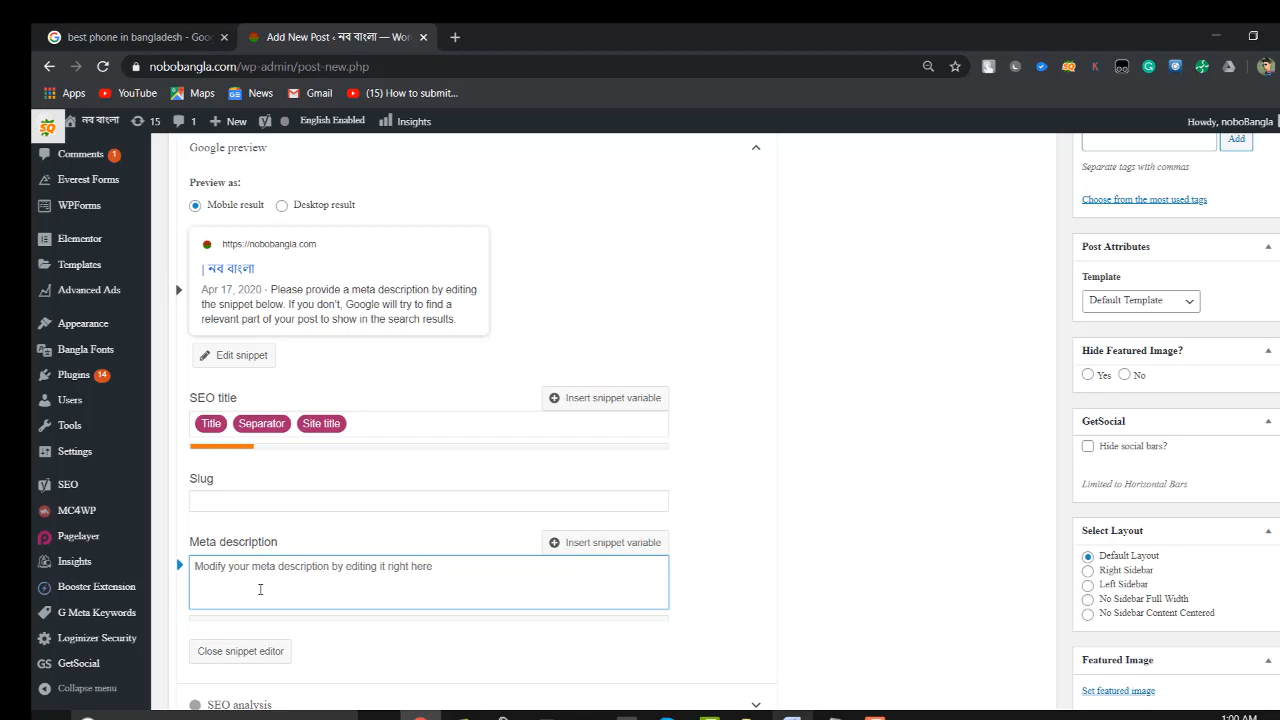 best phone in bangladesh - Goo
Add New Post ‹ নব বাংলা — Wor
nobobangla.com/wp-admin/post-new.php
Apps
YouTube
Maps
News
Gmail
(15) How to submit...
নব বাংলা
15
1
New
English Enabled
Insights
Howdy, noboBangla
Comments 1
Everest Forms
WPForms
Elementor
Templates
Advanced Ads
Appearance
Bangla Fonts
Plugins 14
Users
Tools
Settings
SEO
MC4WP
Pagelayer
Insights
Booster Extension
G Meta Keywords
Loginizer Security
GetSocial
Collapse menu
Google preview
Preview as:
Mobile result
Desktop result
https://nobobangla.com
| নব বাংলা
Apr 17, 2020 · Please provide a meta description by editing
the snippet below. If you don't, Google will try to find a
relevant part of your post to show in the search results.
Edit snippet
SEO title
Insert snippet variable
Title Separator Site title
Slug
Meta description
Insert snippet variable
Modify your meta description by editing it right here
Close snippet editor
SEO analysis
Add
Separate tags with commas
Choose from the most used tags
Post Attributes
Template
Default Template
Hide Featured Image?
Yes No
GetSocial
Hide social bars?
Limited to Horizontal Bars
Select Layout
Default Layout
Right Sidebar
Left Sidebar
No Sidebar Full Width
No Sidebar Content Centered
Featured Image
Set featured image